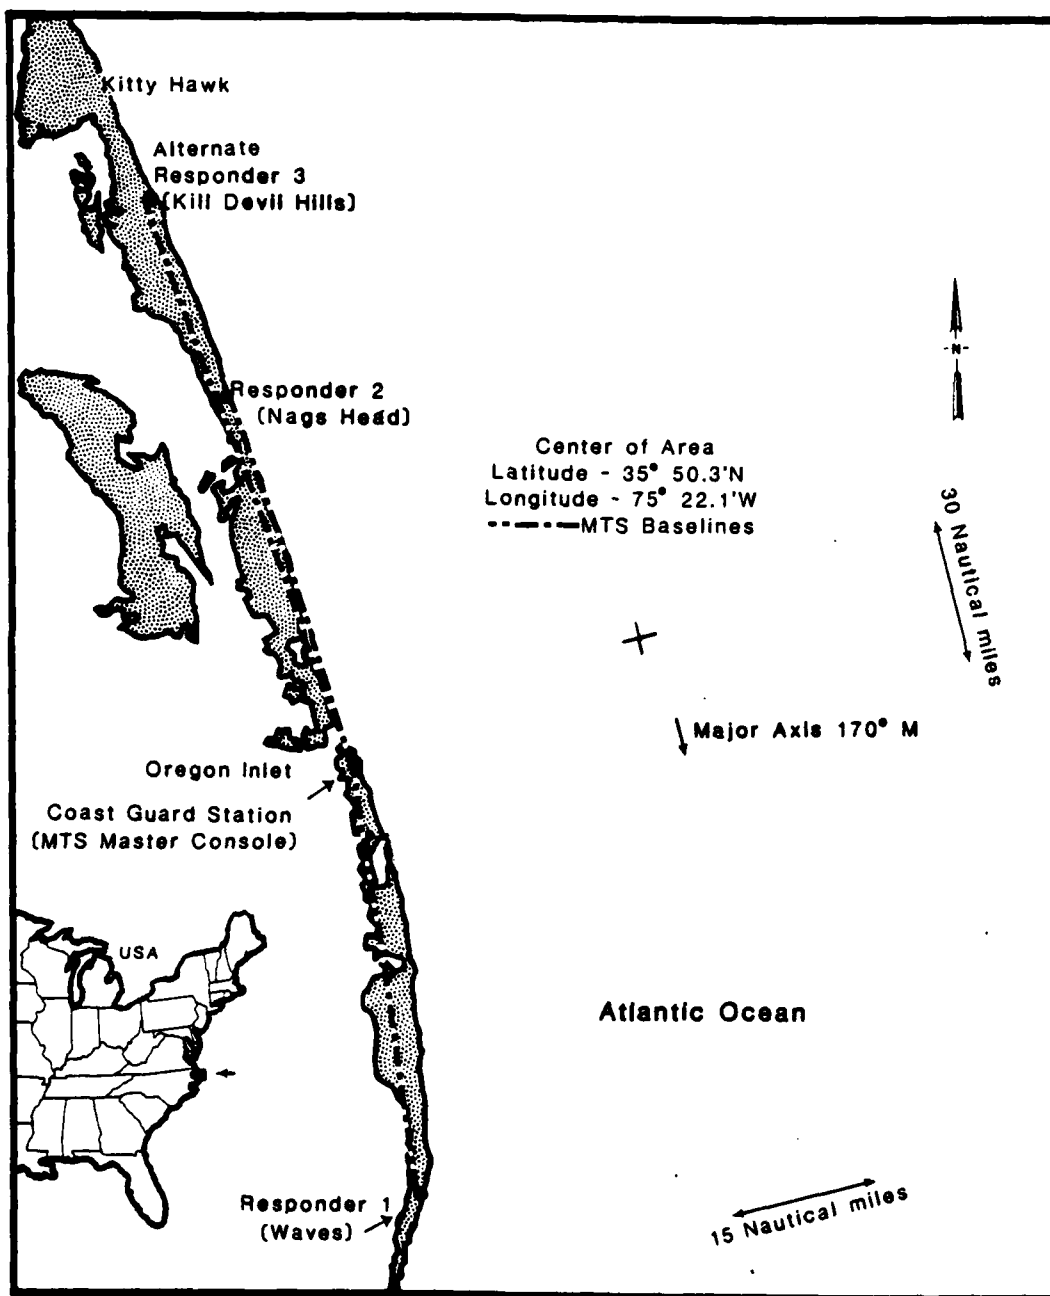 Kitty Hawk
Alternate
Responder 3
(Kill Devil Hills)
Responder 2
(Nags Head)
-N-
Center of Area
Latitude - 35° 50.3'N
Longitude - 75° 22.1'W
MTS Baselines
30 Nautical miles
Major Axis 170° M
Oregon Inlet
Coast Guard Station
(MTS Master Console)
USA
Atlantic Ocean
Responder 1
(Waves)
15 Nautical miles